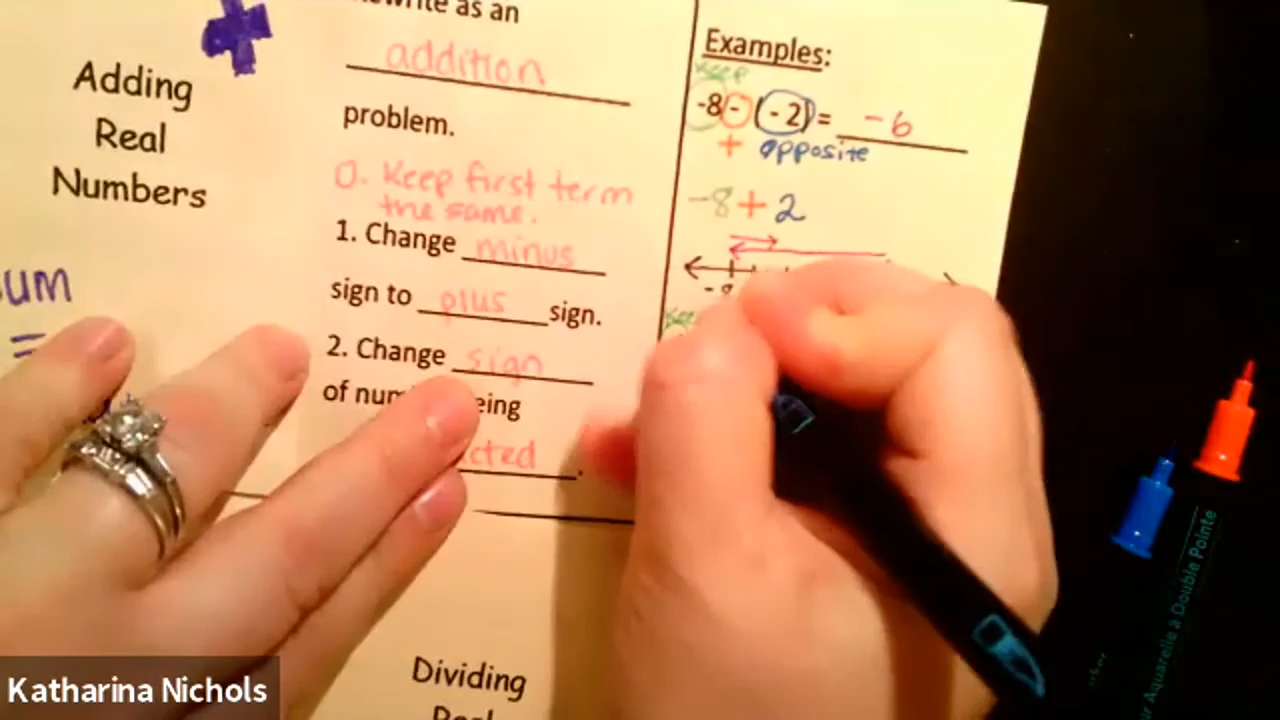 Adding
Real
Numbers
um
=
write as an
addition
problem.
0. Keep first term
the same.
1. Change minus
sign to plus sign.
2. Change sign
of num eing
cted.
Dividing
Examples:
Keep
-8 - (-2) = -6
+ opposite
-8 + 2
Katharina Nichols